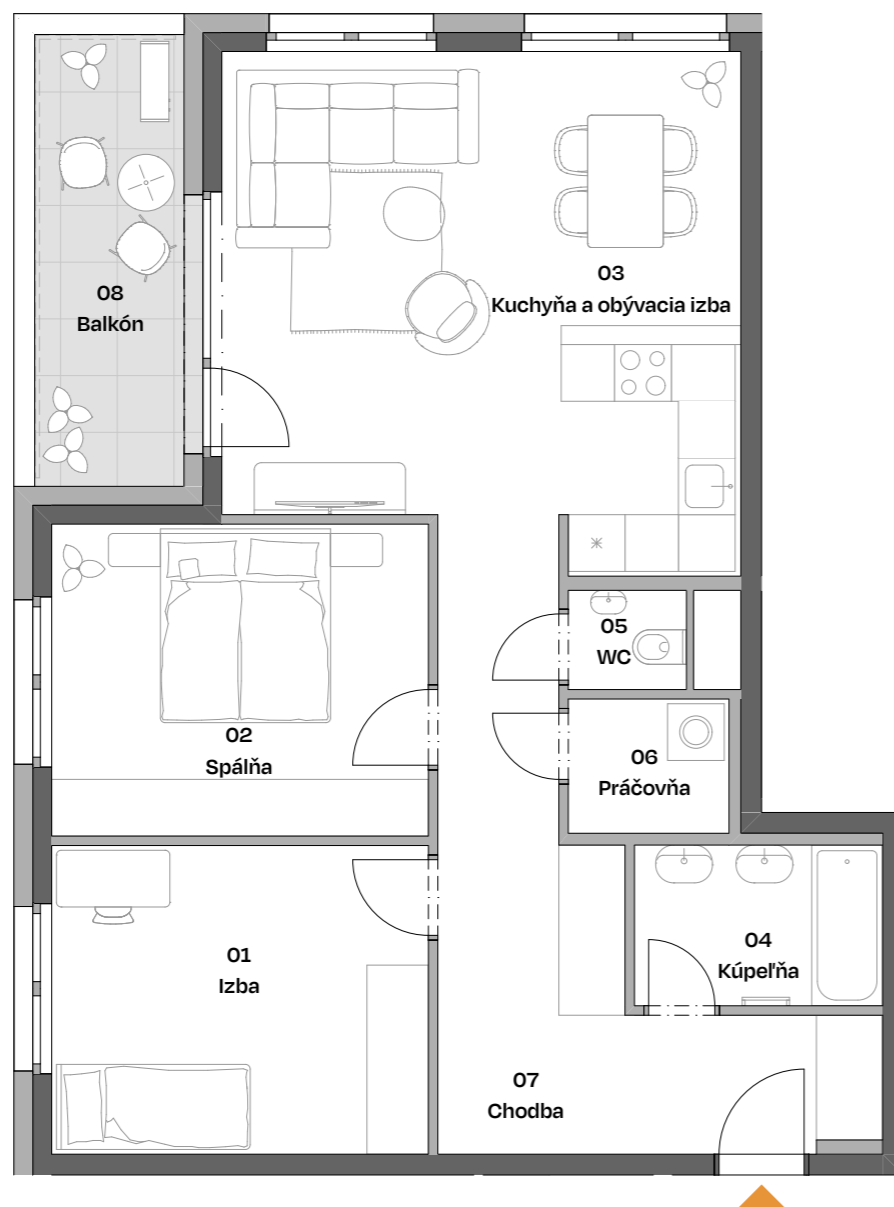 03
Kuchyňa a obývacia izba
08
Balkón
05
WC
02
Spálňa
06
Práčovňa
01
Izba
04
Kúpeľňa
07
Chodba